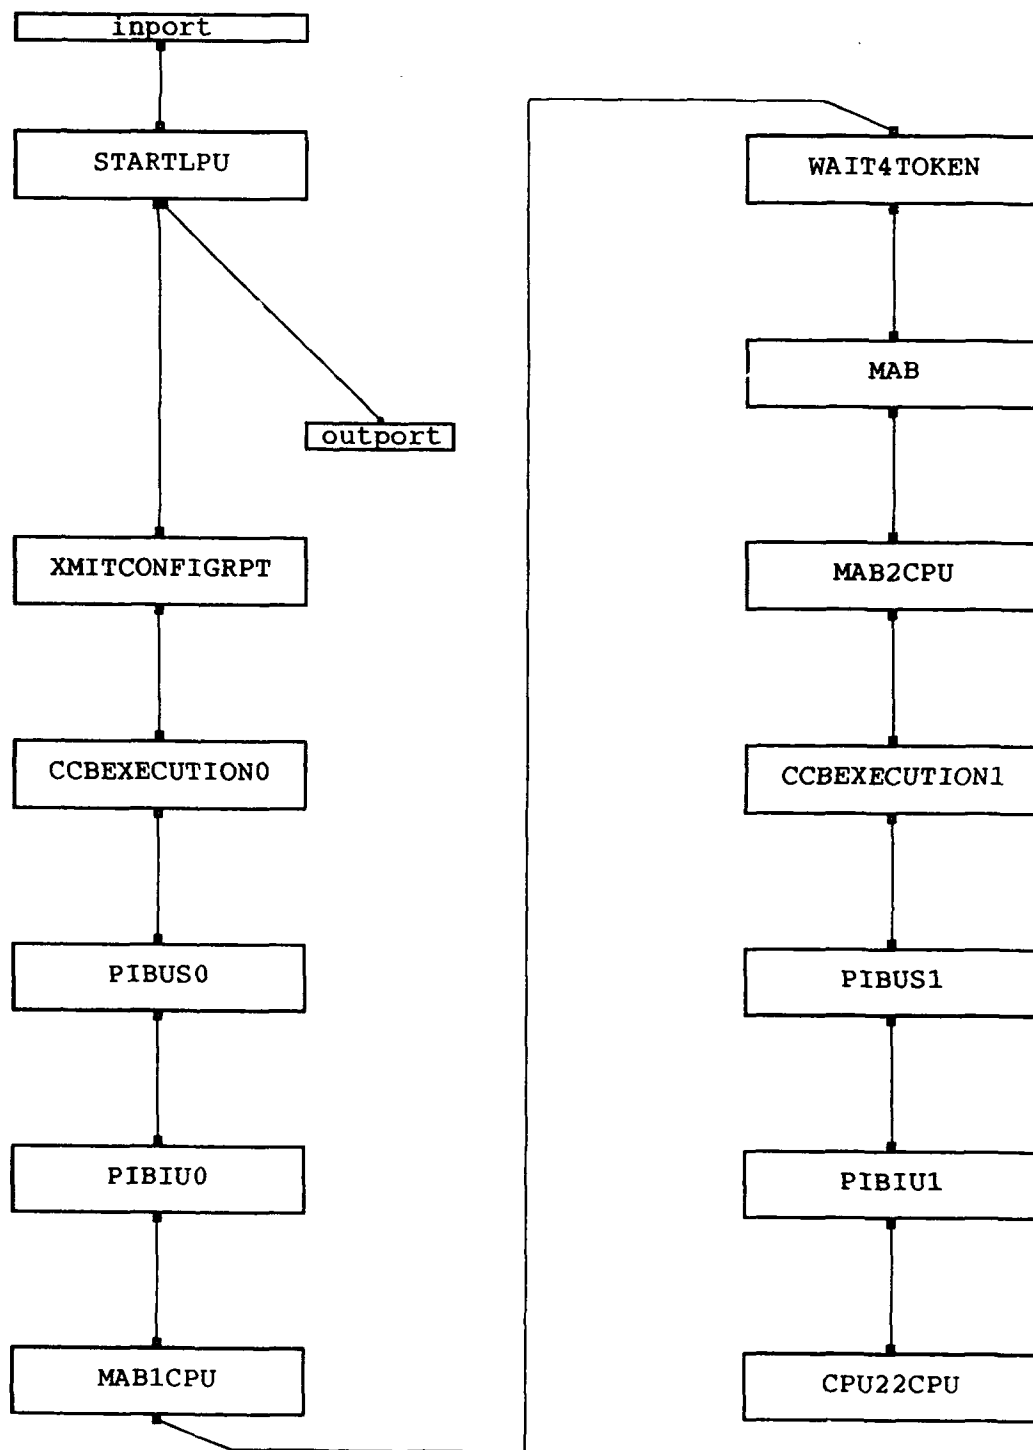 inport
STARTLPU
outport
XMITCONFIGRPT
CCBEXECUTION0
PIBUS0
PIBIU0
MAB1CPU
WAIT4TOKEN
MAB
MAB2CPU
CCBEXECUTION1
PIBUS1
PIBIU1
CPU22CPU